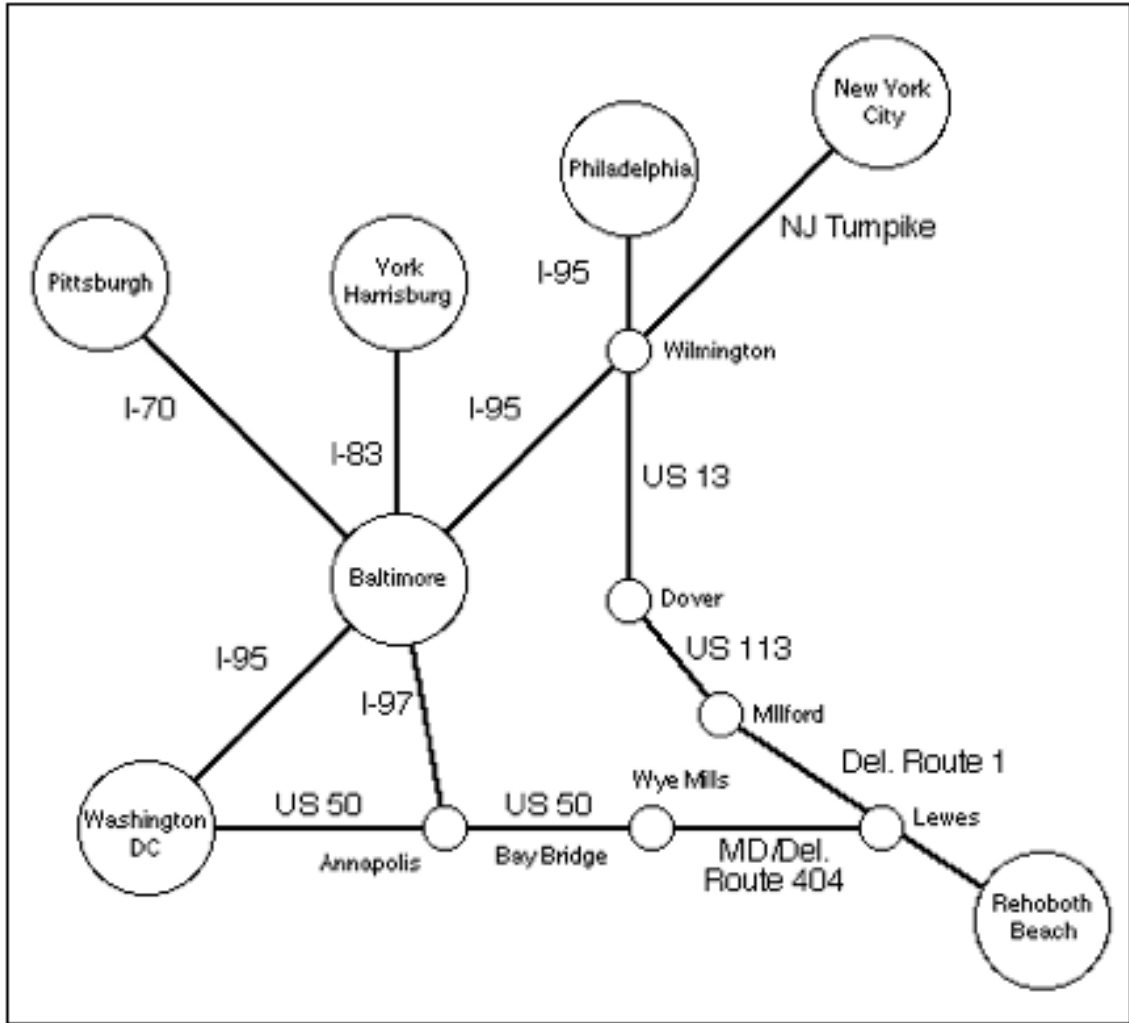 New York
City
Philadelphia
NJ Turnpike
Pittsburgh
York
Harrisburg
I-95
Wilmington
I-70
I-95
I-83
US 13
Baltimore
Dover
I-95
US 113
I-97
Milford
Del. Route 1
Wye Mills
US 50
US 50
Washington
DC
Lewes
Annapolis
Bay Bridge
MD/Del.
Route 404
Rehoboth
Beach